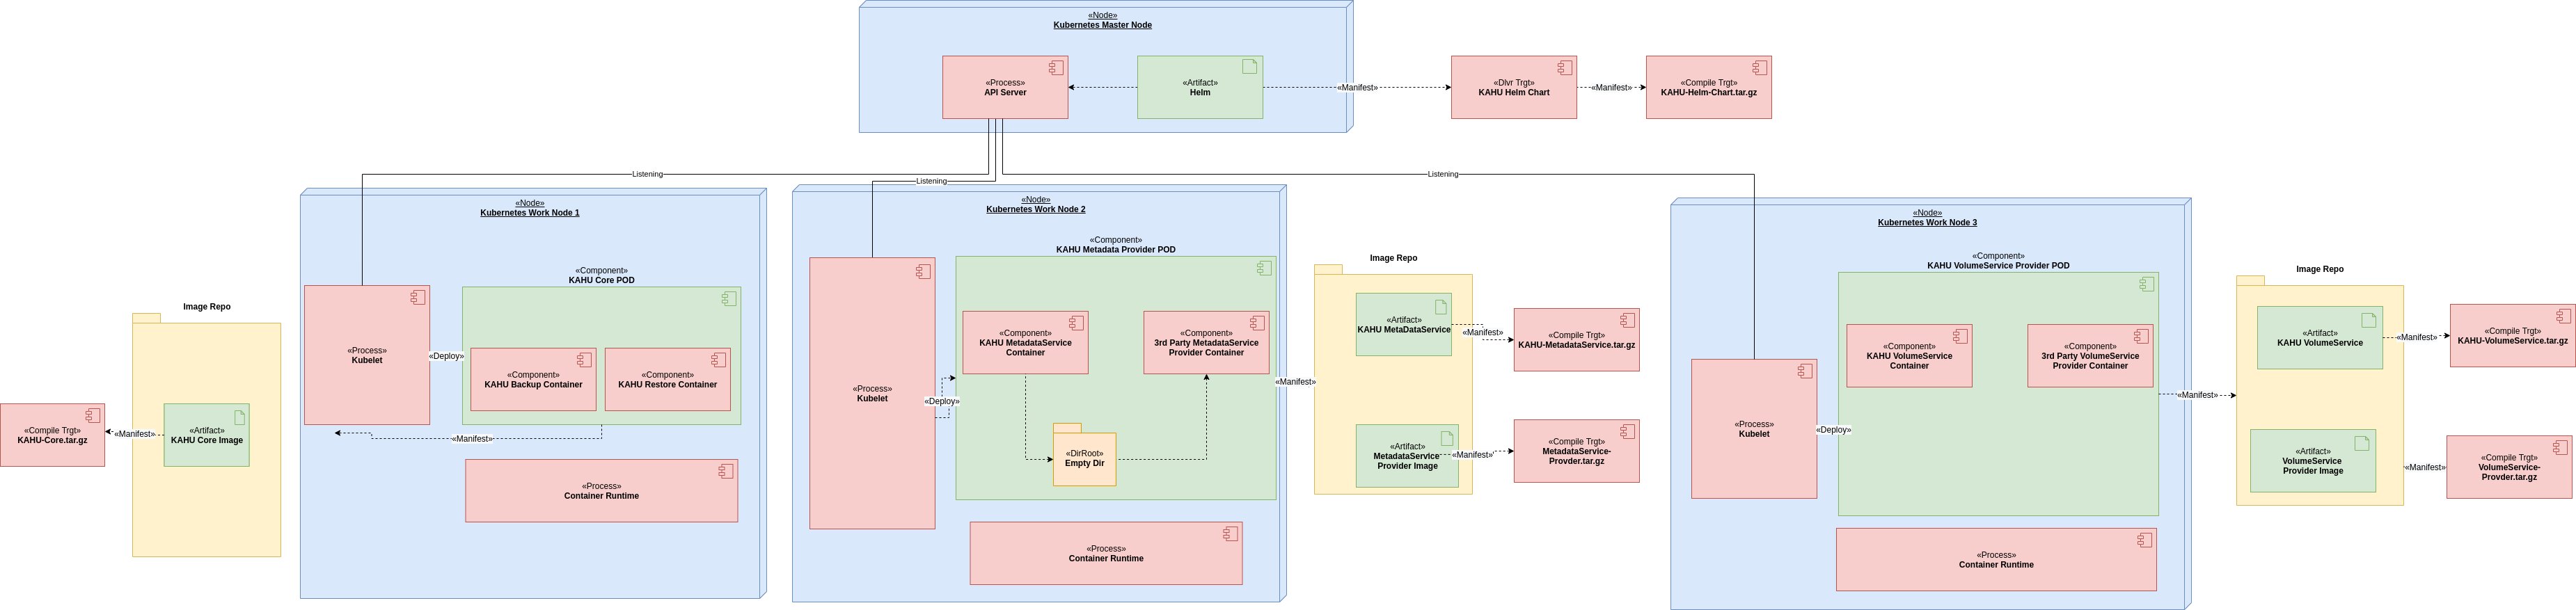 «Node»
Kubernetes Master Node
«Process»
API Server
«Artifact»
Helm
«Manifest»
«Dlvr Trgt»
KAHU Helm Chart
«Manifest»
«Compile Trgt»
KAHU-Helm-Chart.tar.gz
Listening
Listening
Listening
«Compile Trgt»
KAHU-Core.tar.gz
«Manifest»
Image Repo
«Artifact»
KAHU Core Image
«Node»
Kubernetes Work Node 1
«Process»
Kubelet
«Deploy»
«Component»
KAHU Core POD
«Component»
KAHU Backup Container
«Component»
KAHU Restore Container
«Manifest»
«Process»
Container Runtime
«Node»
Kubernetes Work Node 2
«Process»
Kubelet
«Deploy»
«Component»
KAHU Metadata Provider POD
«Component»
KAHU MetadataService
Container
«Component»
3rd Party MetadataService
Provider Container
«DirRoot»
Empty Dir
«Process»
Container Runtime
«Manifest»
Image Repo
«Artifact»
KAHU MetaDataService
«Manifest»
«Compile Trgt»
KAHU-MetadataService.tar.gz
«Artifact»
MetadataService
Provider Image
«Manifest»
«Compile Trgt»
MetadataService-
Provder.tar.gz
«Node»
Kubernetes Work Node 3
«Process»
Kubelet
«Deploy»
«Component»
KAHU VolumeService Provider POD
«Component»
KAHU VolumeService
Container
«Component»
3rd Party VolumeService
Provider Container
«Process»
Container Runtime
«Manifest»
Image Repo
«Artifact»
KAHU VolumeService
«Manifest»
«Compile Trgt»
KAHU-VolumeService.tar.gz
«Artifact»
VolumeService
Provider Image
«Manifest»
«Compile Trgt»
VolumeService-
Provder.tar.gz